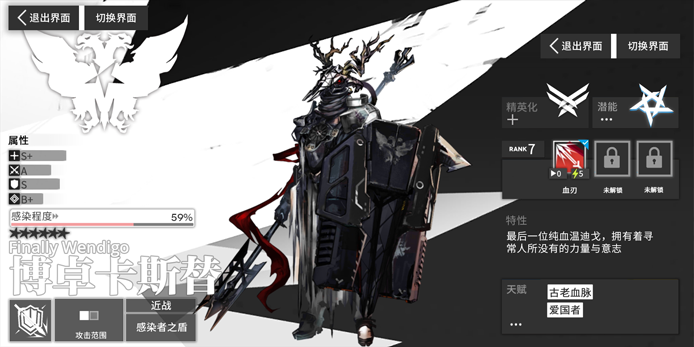 退出界面
切换界面
属性
S+
A
S
B+
感染程度
59%
Finally Wendigo
博卓卡斯替
攻击范围
近战
感染者之盾
退出界面
切换界面
精英化
+
潜能
•••
RANK 7
0
5
血刃
未解锁
未解锁
特性
最后一位纯血温迪戈，拥有着寻
常人所没有的力量与意志
天赋
古老血脉
爱国者
•••